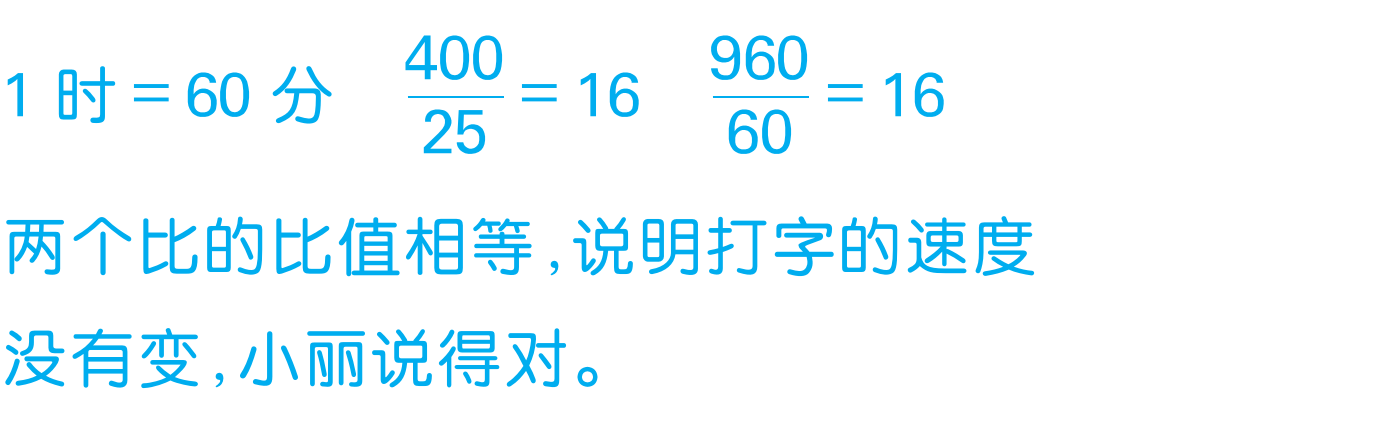 1 时 = 60 分 400/25 = 16 960/60 = 16
两个比的比值相等,说明打字的速度
没有变,小丽说得对。